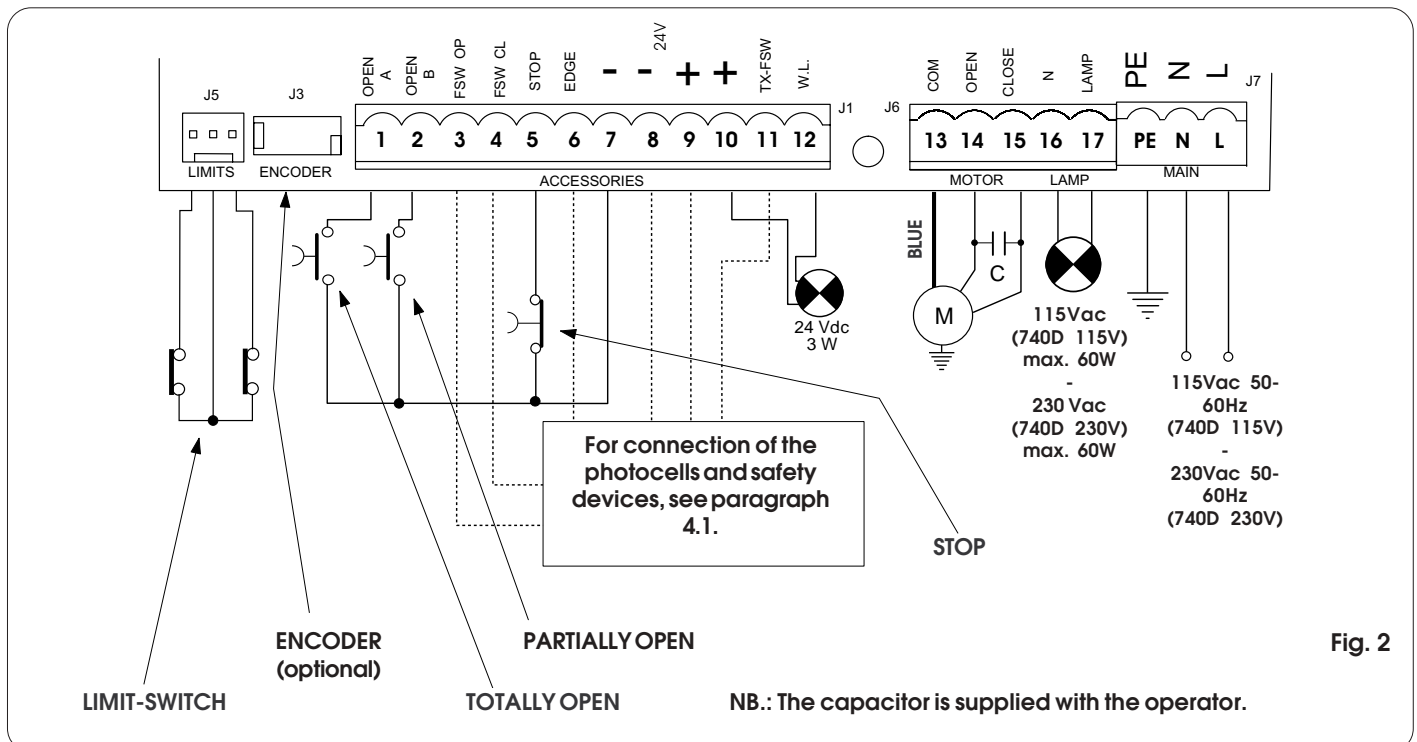 24V
OPEN A
OPEN B
FSW OP
FSW CL
STOP
EDGE
-
-
+
+
TX-FSW
W.L.
COM
OPEN
CLOSE
N
LAMP
PE
N
L
J5
J3
J1
J6
J7
1 2 3 4 5 6 7 8 9 10 11 12
13 14 15 16 17
PE N L
LIMITS
ENCODER
ACCESSORIES
MOTOR
LAMP
MAIN
BLUE
C
M
24 Vdc
3 W
115Vac
(740D 115V)
max. 60W
-
230 Vac
(740D 230V)
max. 60W
115Vac 50-
60Hz
(740D 115V)
-
230Vac 50-
60Hz
(740D 230V)
For connection of the
photocells and safety
devices, see paragraph
4.1.
STOP
ENCODER
(optional)
PARTIALLY OPEN
Fig. 2
LIMIT-SWITCH
TOTALLY OPEN
NB.: The capacitor is supplied with the operator.